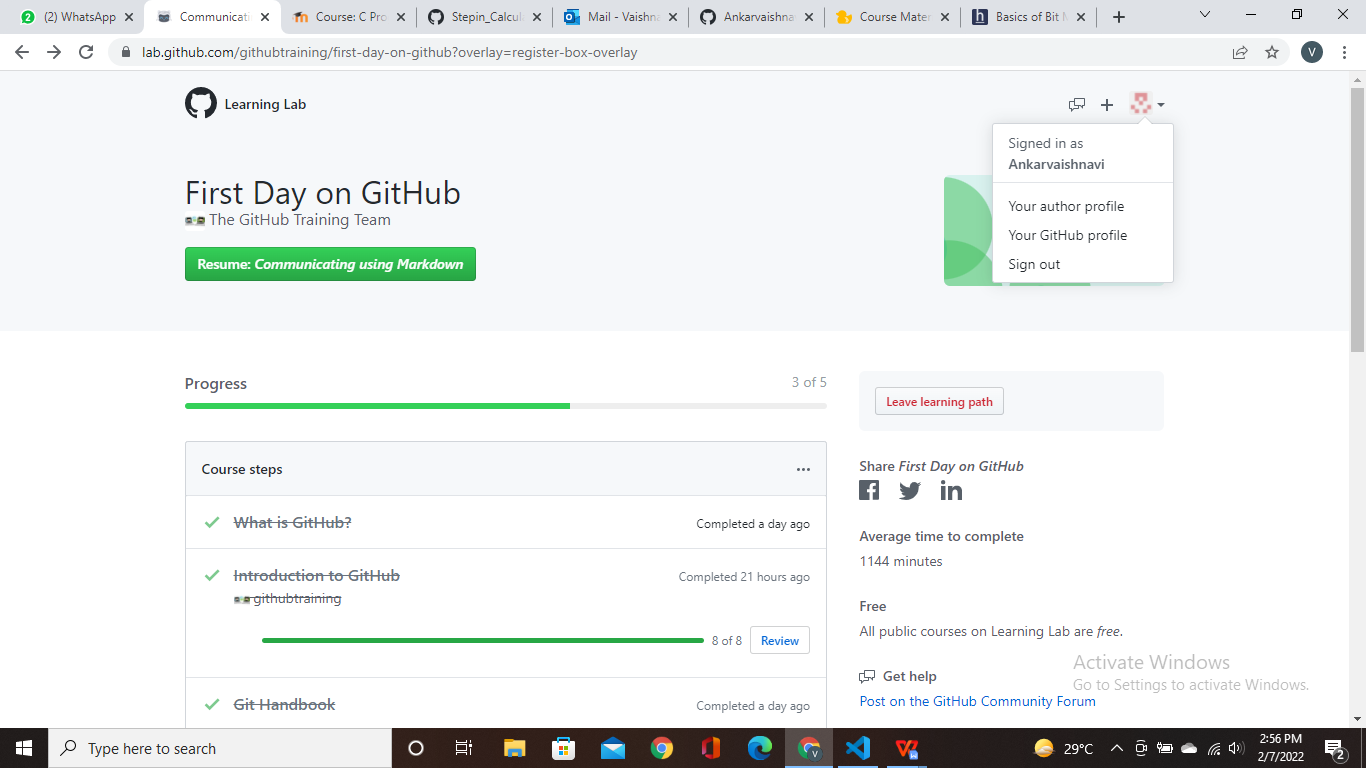 (2) WhatsApp
Communicati
Course: C Pro
Stepin_Calcul
Mail - Vaishna
Ankarvaishna
Course Mater
Basics of Bit M
lab.github.com/githubtraining/first-day-on-github?overlay=register-box-overlay
V
Learning Lab
Signed in as
Ankarvaishnavi
Your author profile
Your GitHub profile
Sign out
First Day on GitHub
The GitHub Training Team
Resume: Communicating using Markdown
Progress
3 of 5
Leave learning path
Course steps
What is GitHub?
Completed a day ago
Introduction to GitHub
Completed 21 hours ago
githubtraining
8 of 8
Review
Git Handbook
Completed a day ago
Share First Day on GitHub
Average time to complete
1144 minutes
Free
All public courses on Learning Lab are free.
Get help
Post on the GitHub Community Forum
Activate Windows
Go to Settings to activate Windows.
Type here to search
29°C
2:56 PM
2/7/2022
2